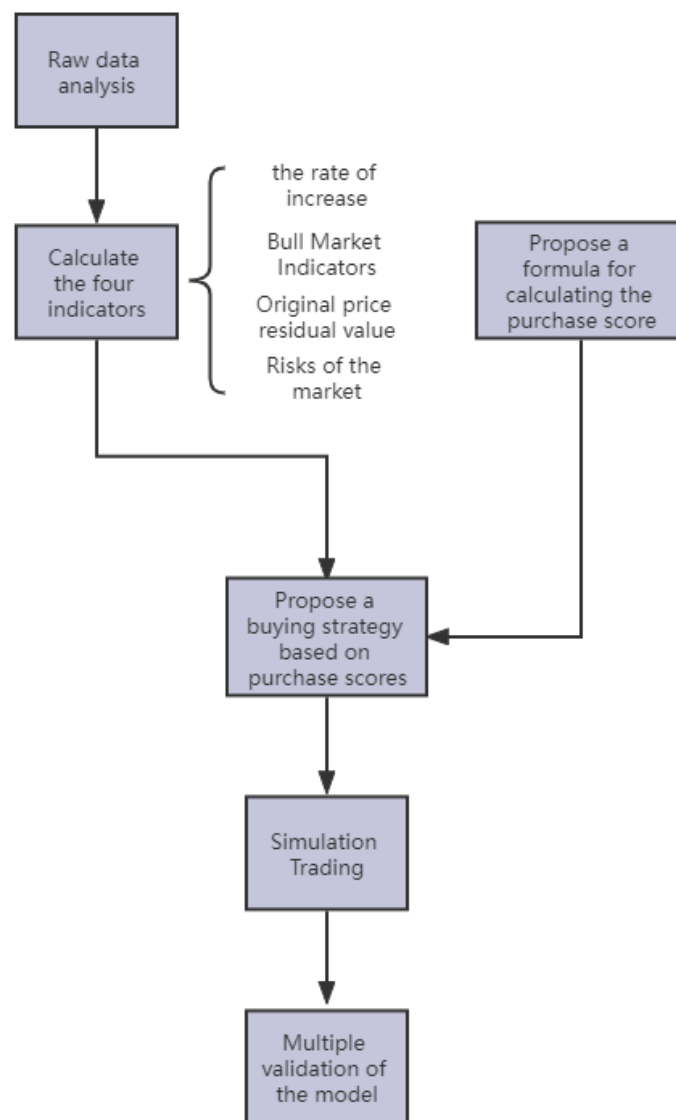 Raw data
analysis
Calculate
the four
indicators
the rate of
increase
Bull Market
Indicators
Original price
residual value
Risks of the
market
Propose a
formula for
calculating the
purchase score
Propose a
buying strategy
based on
purchase scores
Simulation
Trading
Multiple
validation of
the model